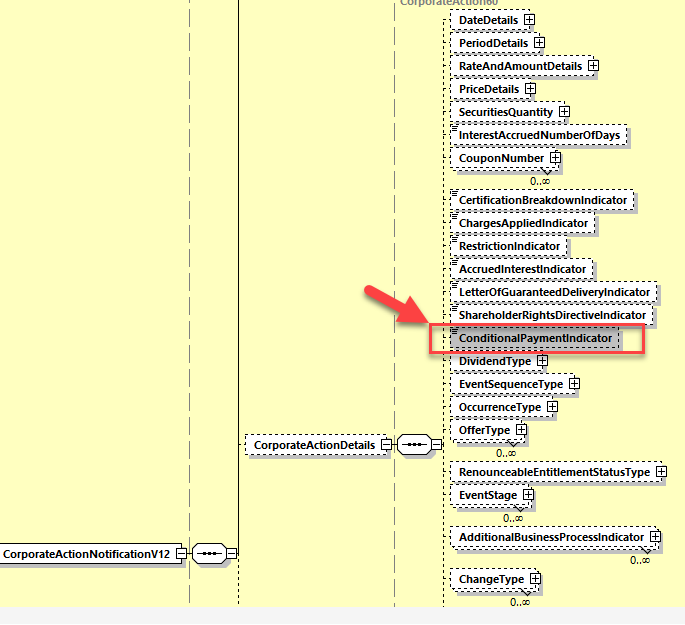 CorporateAction60
DateDetails
PeriodDetails
RateAndAmountDetails
PriceDetails
SecuritiesQuantity
InterestAccruedNumberOfDays
CouponNumber
0..∞
CertificationBreakdownIndicator
ChargesAppliedIndicator
RestrictionIndicator
AccruedInterestIndicator
LetterOfGuaranteedDeliveryIndicator
ShareholderRightsDirectiveIndicator
ConditionalPaymentIndicator
DividendType
EventSequenceType
OccurrenceType
OfferType
0..∞
CorporateActionDetails
RenounceableEntitlementStatusType
EventStage
0..∞
AdditionalBusinessProcessIndicator
0..∞
CorporateActionNotificationV12
ChangeType
0..∞